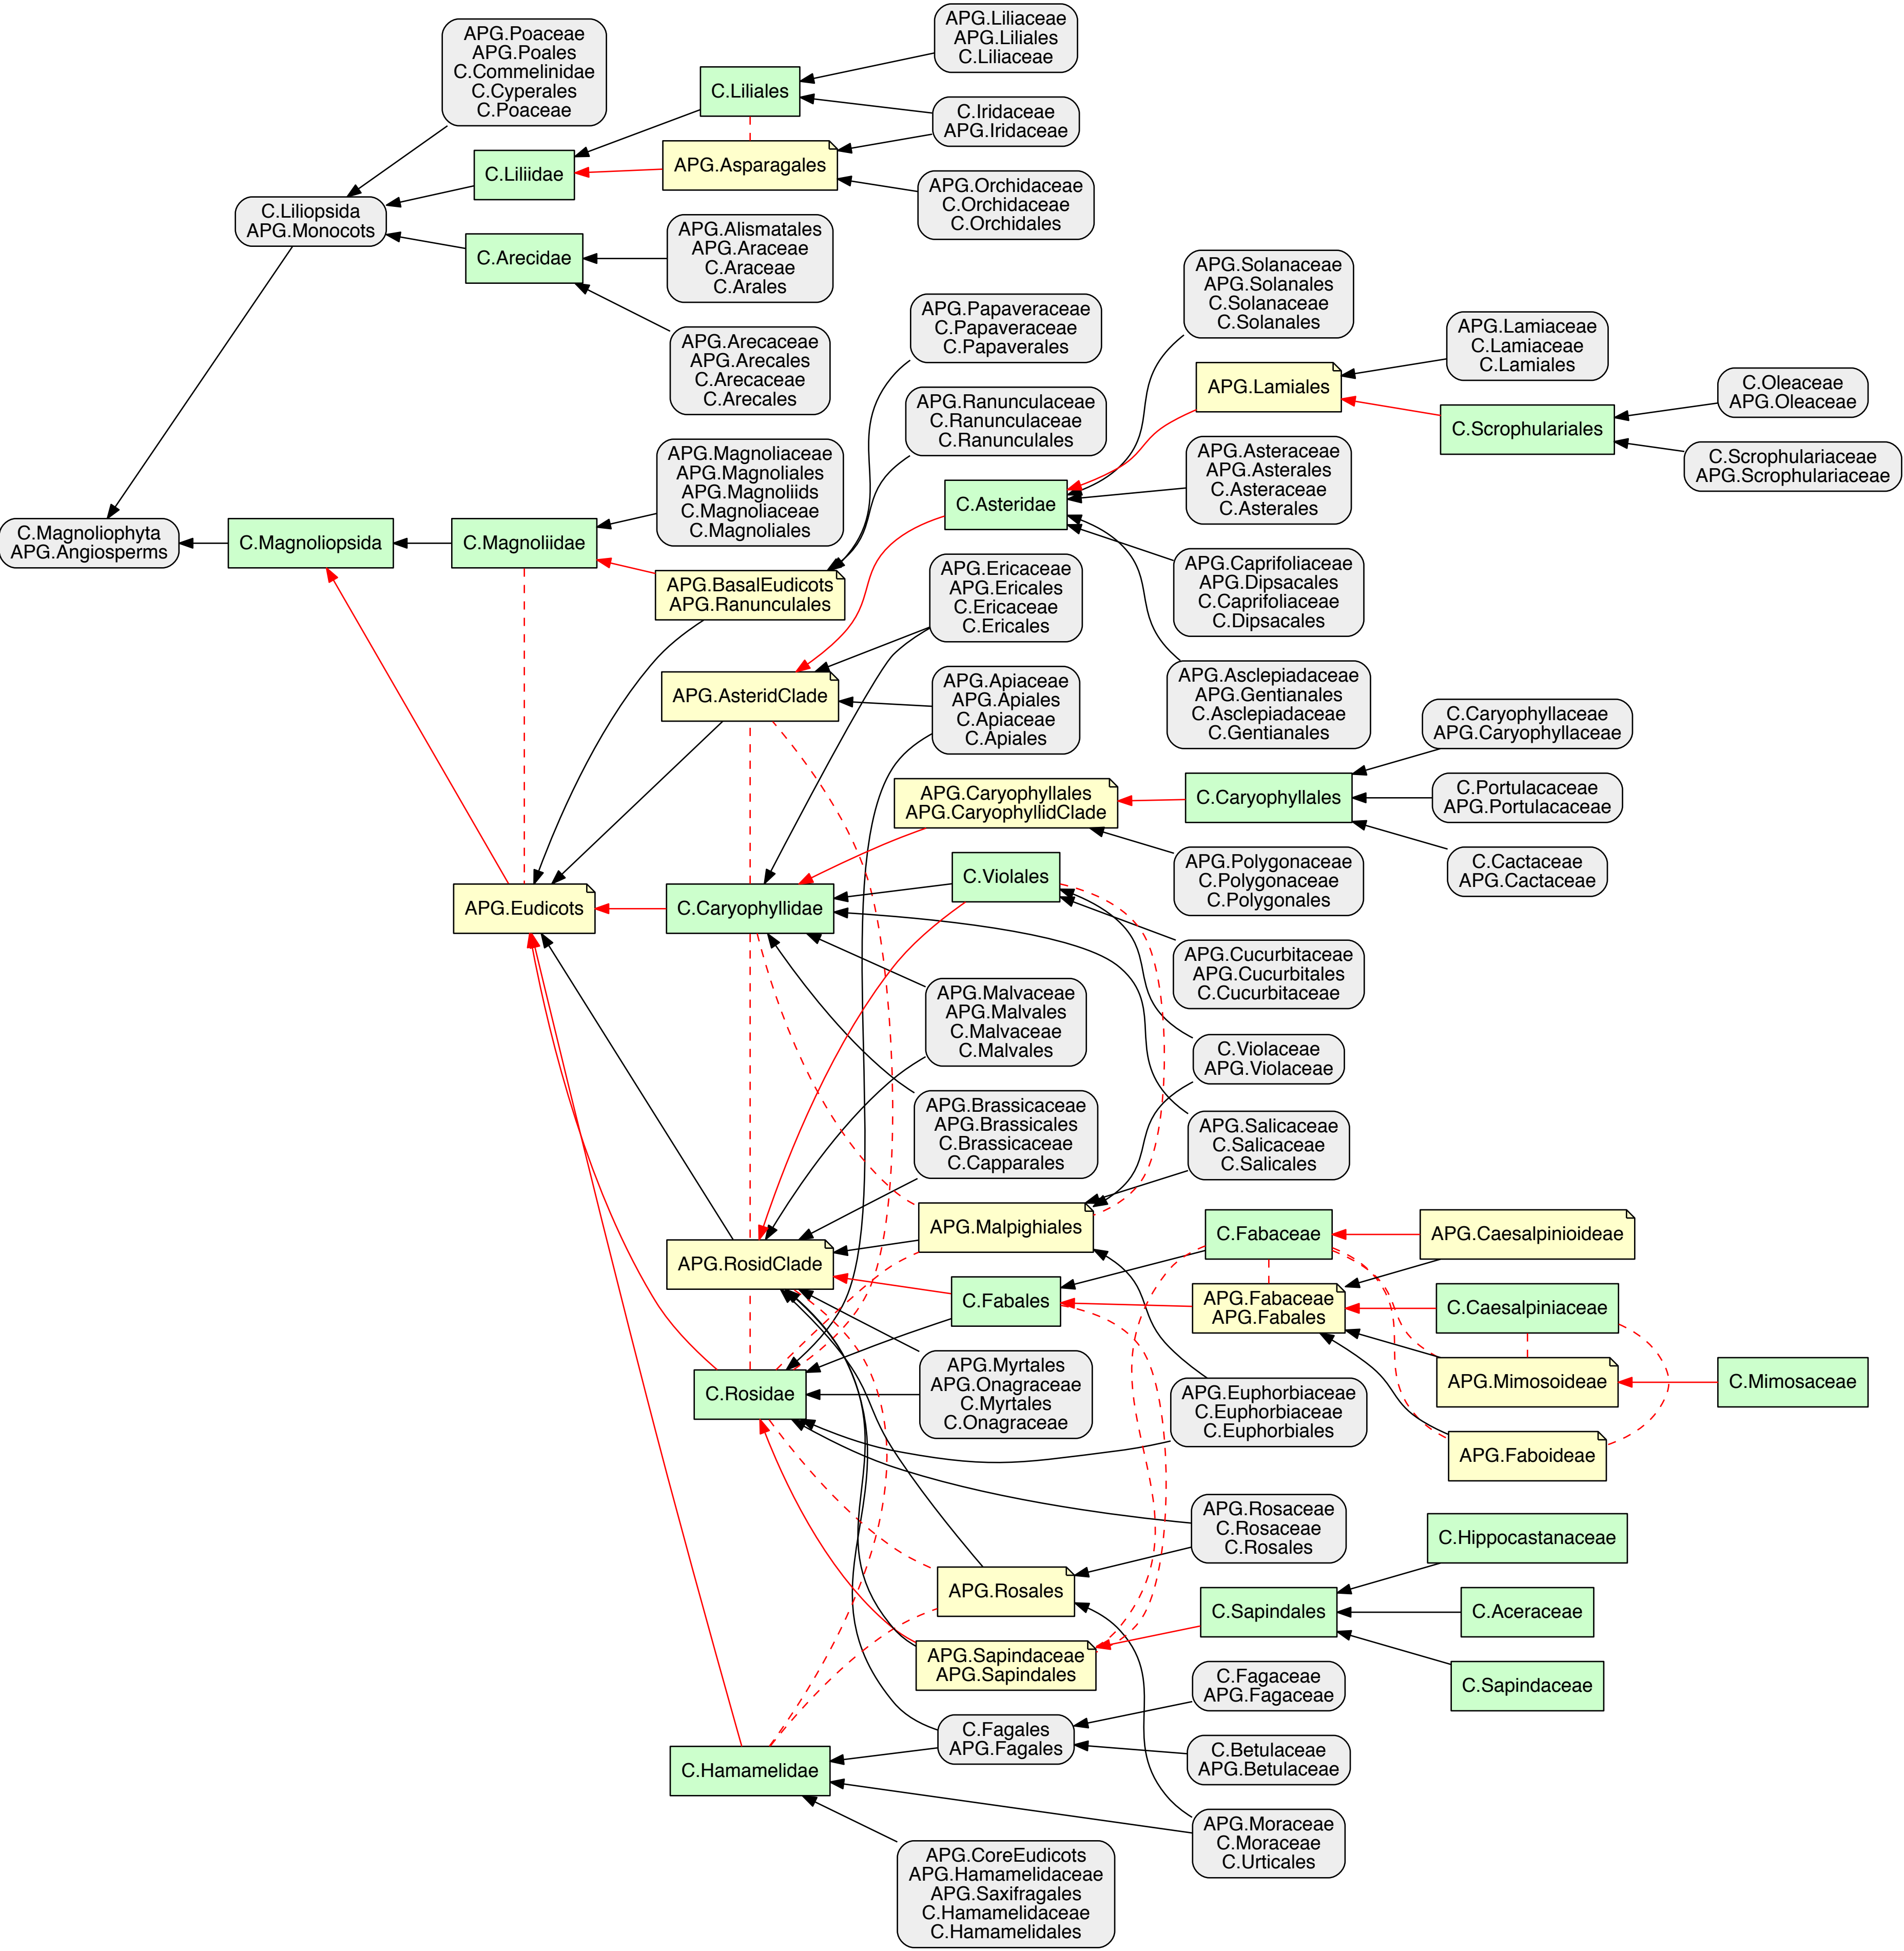 APG.Poaceae
APG.Poales
C.Commelinidae
C.Cyperales
C.Poaceae
APG.Liliaceae
APG.Liliales
C.Liliaceae
C.Liliales
C.Iridaceae
APG.Iridaceae
APG.Asparagales
C.Liliidae
APG.Orchidaceae
C.Orchidaceae
C.Orchidales
C.Liliopsida
APG.Monocots
C.Arecidae
APG.Alismatales
APG.Araceae
C.Araceae
C.Arales
APG.Arecaceae
APG.Arecales
C.Arecaceae
C.Arecales
APG.Solanaceae
APG.Solanales
C.Solanaceae
C.Solanales
APG.Papaveraceae
C.Papaveraceae
C.Papaverales
APG.Lamiaceae
C.Lamiaceae
C.Lamiales
APG.Lamiales
C.Oleaceae
APG.Oleaceae
APG.Ranunculaceae
C.Ranunculaceae
C.Ranunculales
C.Scrophulariales
C.Scrophulariaceae
APG.Scrophulariaceae
APG.Magnoliaceae
APG.Magnoliales
APG.Magnoliids
C.Magnoliaceae
C.Magnoliales
APG.Asteraceae
APG.Asterales
C.Asteraceae
C.Asterales
C.Asteridae
C.Magnoliophyta
APG.Angiosperms
C.Magnoliopsida
C.Magnoliidae
APG.BasalEudicots
APG.Ranunculales
APG.Ericaceae
APG.Ericales
C.Ericaceae
C.Ericales
APG.Caprifoliaceae
APG.Dipsacales
C.Caprifoliaceae
C.Dipsacales
APG.AsteridClade
APG.Apiaceae
APG.Apiales
C.Apiaceae
C.Apiales
APG.Asclepiadaceae
APG.Gentianales
C.Asclepiadaceae
C.Gentianales
C.Caryophyllaceae
APG.Caryophyllaceae
APG.Caryophyllales
APG.CaryophyllidClade
C.Caryophyllales
C.Portulacaceae
APG.Portulacaceae
C.Cactaceae
APG.Cactaceae
APG.Polygonaceae
C.Polygonaceae
C.Polygonales
C.Violales
APG.Eudicots
C.Caryophyllidae
APG.Cucurbitaceae
APG.Cucurbitales
C.Cucurbitaceae
APG.Malvaceae
APG.Malvales
C.Malvaceae
C.Malvales
C.Violaceae
APG.Violaceae
APG.Brassicaceae
APG.Brassicales
C.Brassicaceae
C.Capparales
APG.Salicaceae
C.Salicaceae
C.Salicales
APG.Malpighiales
C.Fabaceae
APG.Caesalpinioideae
APG.RosidClade
C.Fabales
APG.Fabaceae
APG.Fabales
C.Caesalpiniaceae
C.Rosidae
APG.Myrtales
APG.Onagraceae
C.Myrtales
C.Onagraceae
APG.Euphorbiaceae
C.Euphorbiaceae
C.Euphorbiales
APG.Mimosoideae
C.Mimosaceae
APG.Faboideae
APG.Rosaceae
C.Rosaceae
C.Rosales
C.Hippocastanaceae
APG.Rosales
C.Sapindales
C.Aceraceae
APG.Sapindaceae
APG.Sapindales
C.Sapindaceae
C.Fagaceae
APG.Fagaceae
C.Fagales
APG.Fagales
C.Betulaceae
APG.Betulaceae
C.Hamamelidae
APG.Moraceae
C.Moraceae
C.Urticales
APG.CoreEudicots
APG.Hamamelidaceae
APG.Saxifragales
C.Hamamelidaceae
C.Hamamelidales